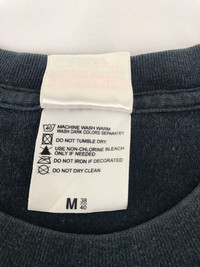 40 MACHINE WASH WARM
WASH DARK COLORS SEPARATELY
DO NOT TUMBLE DRY
USE NON-CHLORINE BLEACH
ONLY IF NEEDED
DO NOT IRON IF DECORATED
DO NOT DRY CLEAN
M 38/40